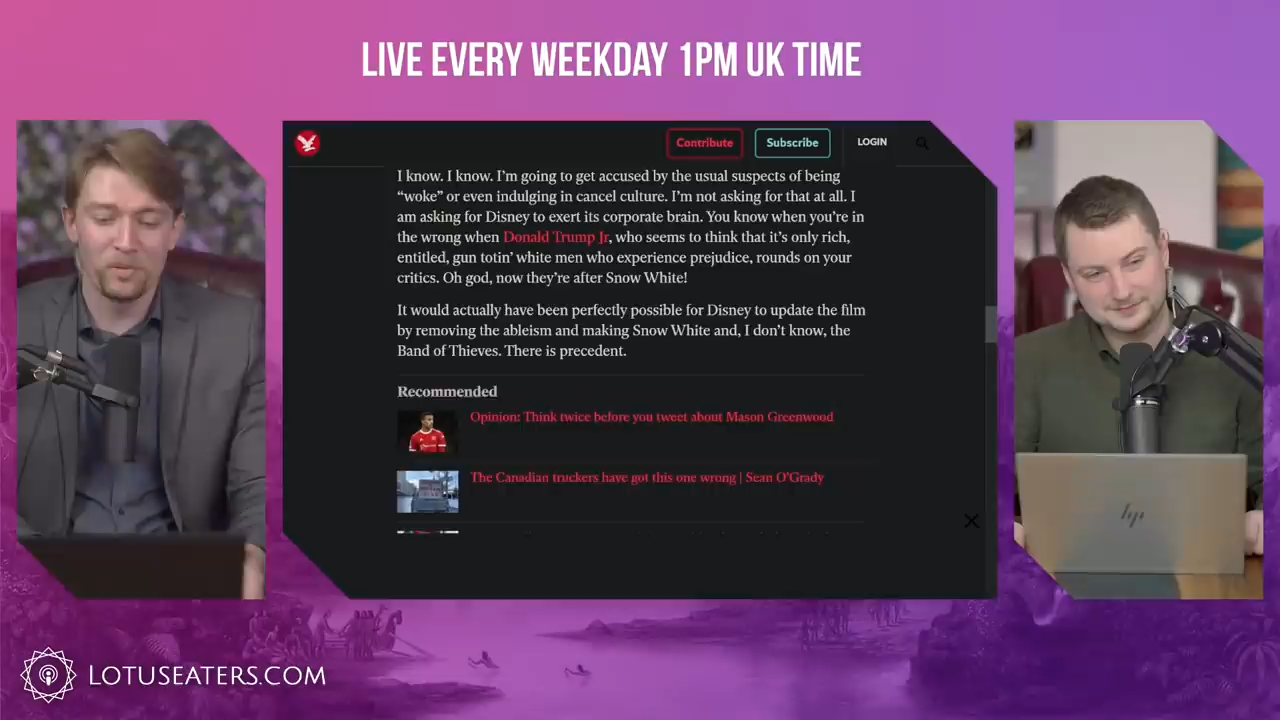 LIVE EVERY WEEKDAY 1PM UK TIME
Contribute
Subscribe
LOGIN
I know. I know. I’m going to get accused by the usual suspects of being
“woke” or even indulging in cancel culture. I’m not asking for that at all. I
am asking for Disney to exert its corporate brain. You know when you’re in
the wrong when Donald Trump Jr, who seems to think that it’s only rich,
entitled, gun totin’ white men who experience prejudice, rounds on your
critics. Oh god, now they’re after Snow White!
It would actually have been perfectly possible for Disney to update the film
by removing the ableism and making Snow White and, I don’t know, the
Band of Thieves. There is precedent.
Recommended
Opinion: Think twice before you tweet about Mason Greenwood
The Canadian truckers have got this one wrong | Sean O’Grady
hp
LOTUSEATERS.COM